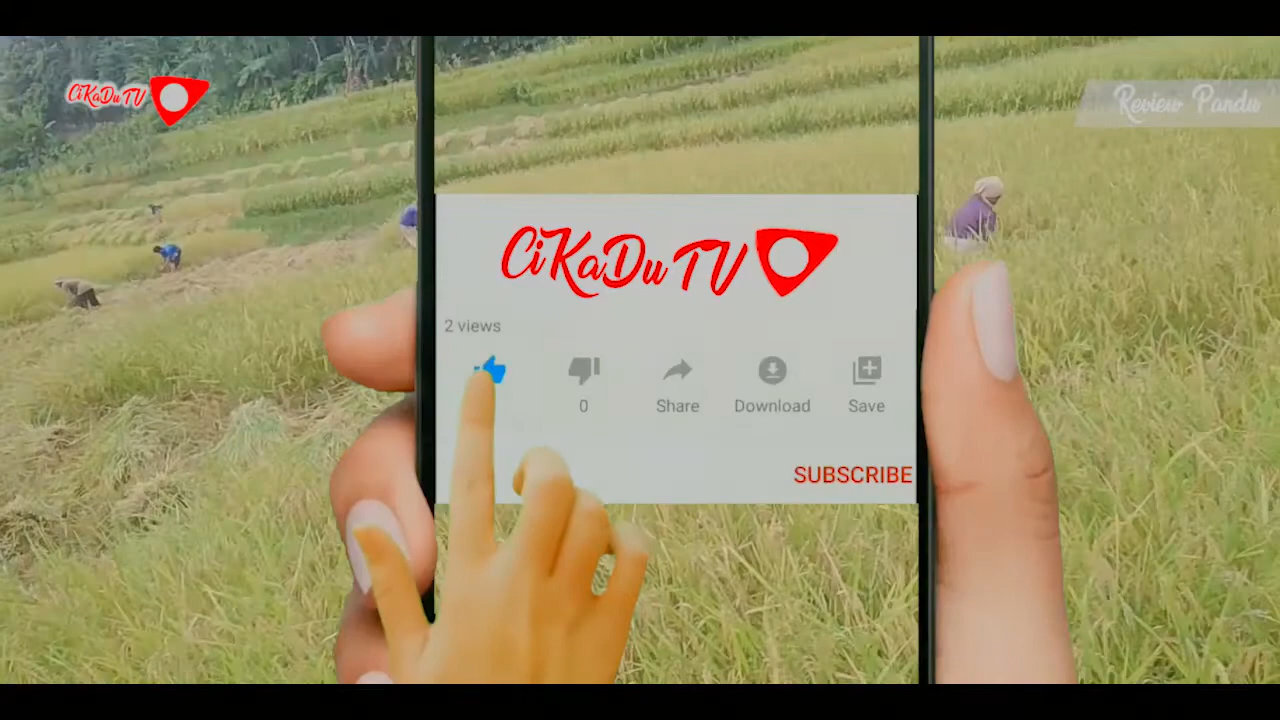 CiKaDu TV
Review Pandu
CiKaDu TV
2 views
0
Share
Download
Save
SUBSCRIBE